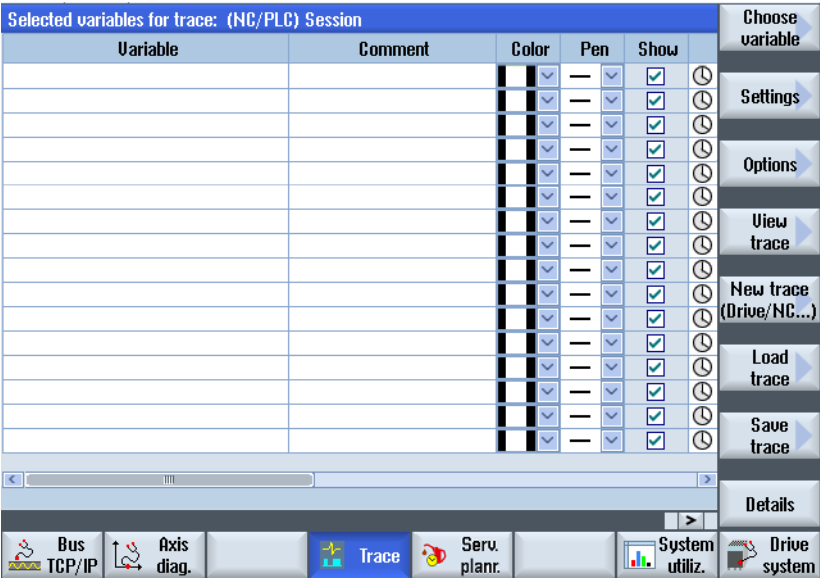 Selected variables for trace: (NC/PLC) Session
Variable Comment Color Pen Show
Choose
variable
Settings
Options
View
trace
New trace
(Drive/NC...)
Load
trace
Save
trace
Details
>
Bus
TCP/IP
Axis
diag.
Trace
Serv.
planr.
System
utiliz.
Drive
system